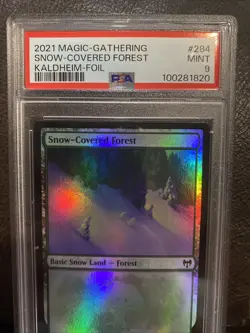 2021 MAGIC-GATHERING #284
SNOW-COVERED FOREST MINT
KALDHEIM-FOIL 9
PSA 100281820
Snow-Covered Forest
Basic Snow Land — Forest